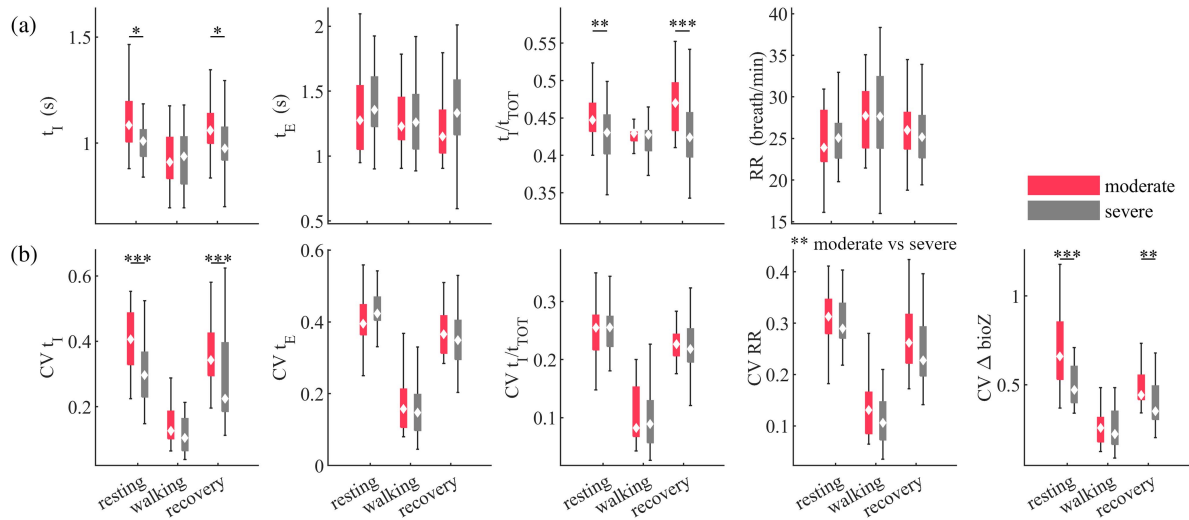 (a)
t_I (s)
1.5
1
*
*
t_E (s)
2
1.5
1
0.5
t_I/t_TOT
0.55
0.5
0.45
0.4
0.35
**
***
RR (breath/min)
40
35
30
25
20
15
moderate
severe
(b)
CV t_I
0.6
0.4
0.2
***
***
resting
walking
recovery
CV t_E
0.6
0.4
0.2
0
resting
walking
recovery
CV t_I/t_TOT
0.3
0.2
0.1
resting
walking
recovery
** moderate vs severe
CV RR
0.4
0.3
0.2
0.1
resting
walking
recovery
CV Δ bioZ
1
0.5
***
**
resting
walking
recovery